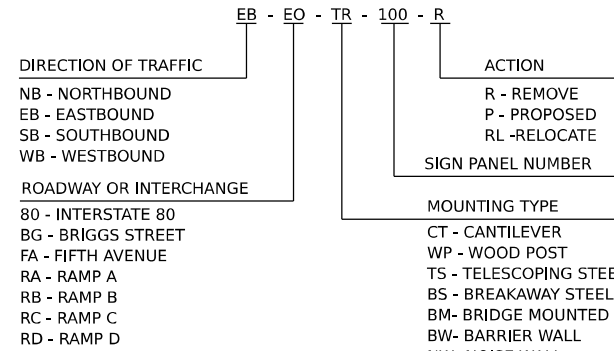 EB - EO - TR - 100 - R
DIRECTION OF TRAFFIC
NB - NORTHBOUND
EB - EASTBOUND
SB - SOUTHBOUND
WB - WESTBOUND
ROADWAY OR INTERCHANGE
80 - INTERSTATE 80
BG - BRIGGS STREET
FA - FIFTH AVENUE
RA - RAMP A
RB - RAMP B
RC - RAMP C
RD - RAMP D
ACTION
R - REMOVE
P - PROPOSED
RL -RELOCATE
SIGN PANEL NUMBER
MOUNTING TYPE
CT - CANTILEVER
WP - WOOD POST
TS - TELESCOPING STEE
BS - BREAKAWAY STEEL
BM- BRIDGE MOUNTED
BW- BARRIER WALL